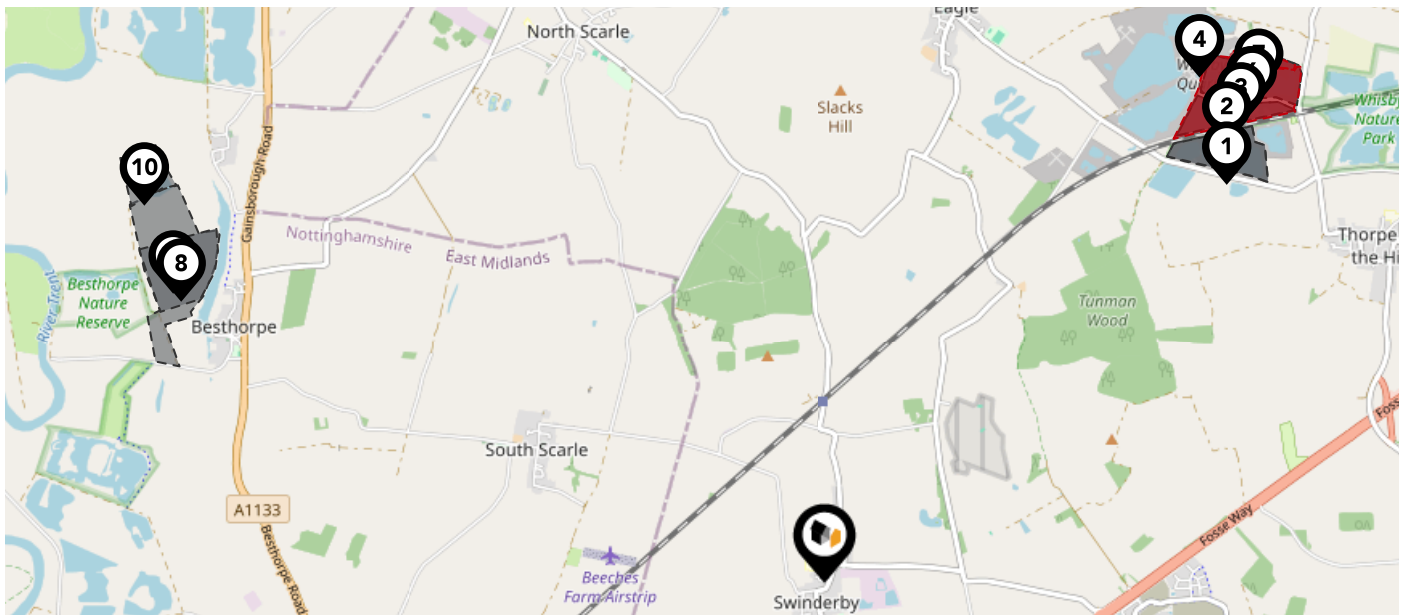 Eagle
North Scarle
4
2
1
Slacks
Hill
Whisby
Nature
Park
Gainsborough Road
10
8
Nottinghamshire
East Midlands
Thorpe
the Hi
River Trent
Besthorpe
Nature
Reserve
Besthorpe
Tunman
Wood
Foss
South Scarle
A1133
Besthorpe Road
Fosse Way
Beeches
Farm Airstrip
Swinderby